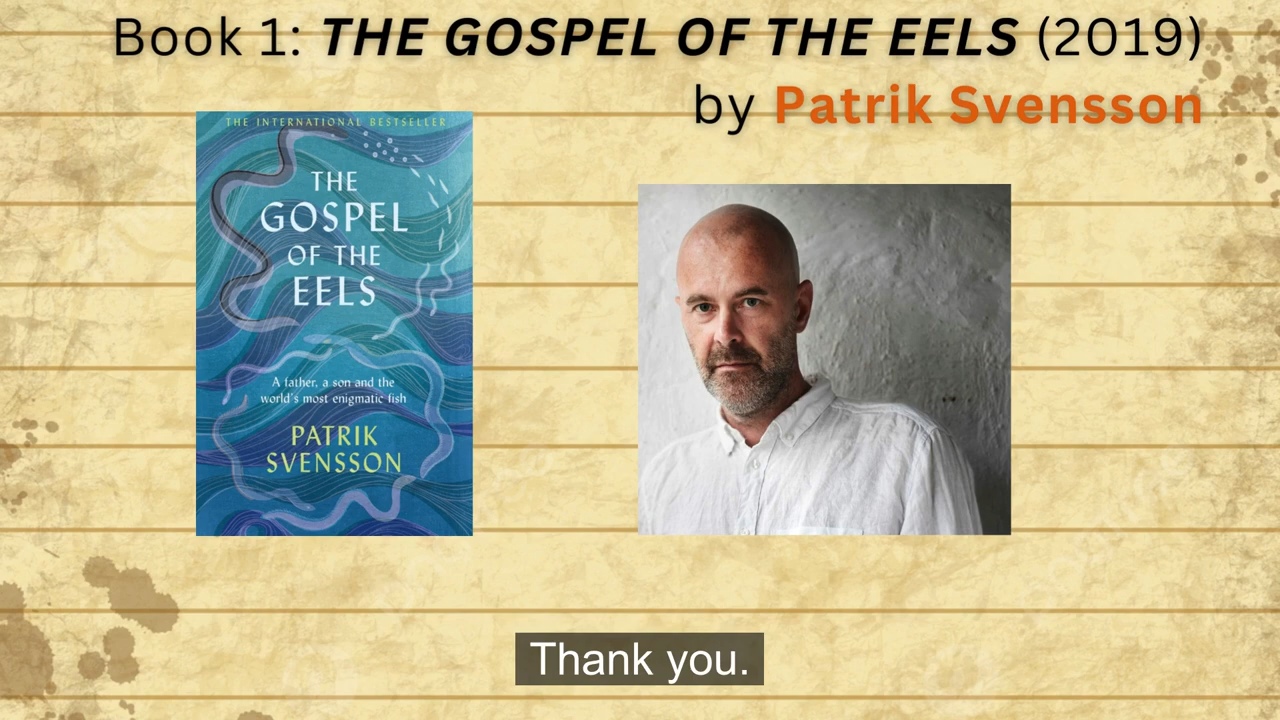 Book 1: THE GOSPEL OF THE EELS (2019)
by Patrik Svensson
THE INTERNATIONAL BESTSELLER
THE
GOSPEL
OF THE
EELS
A father, a son and the
world's most enigmatic fish
PATRIK
SVENSSON
Thank you.